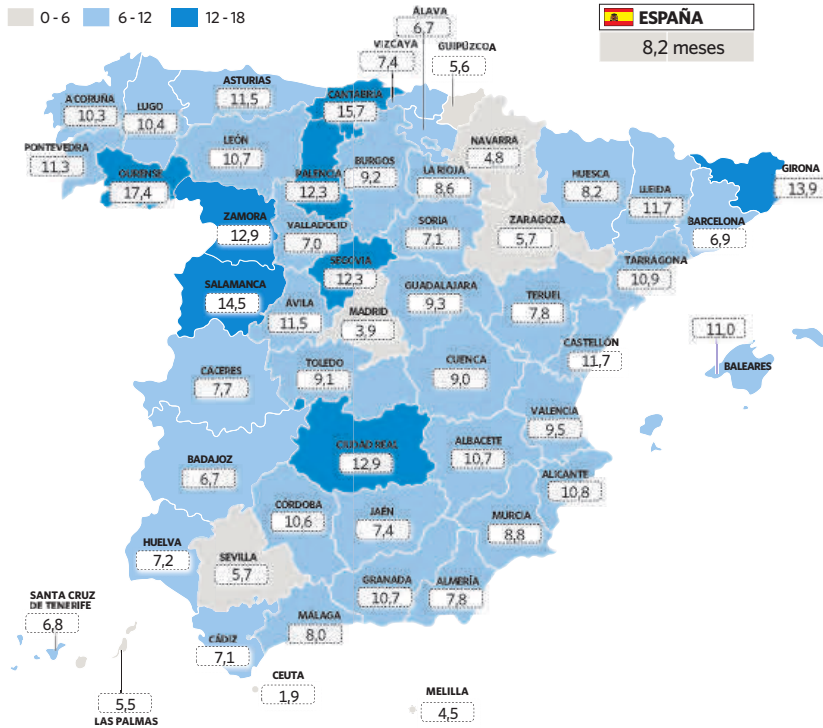 0 - 6
6 - 12
12 - 18
ESPAÑA
8,2 meses
ÁLAVA
6,7
VIZCAYA
7,4
GUIPÚZCOA
5,6
ASTURIAS
11,5
CANTABRIA
15,7
A CORUÑA
10,3
LUGO
10,4
LEÓN
10,7
NAVARRA
4,8
PONTEVEDRA
11,3
OURENSE
17,4
PALENCIA
12,3
BURGOS
9,2
LA RIOJA
8,6
HUESCA
8,2
LLEIDA
11,7
GIRONA
13,9
ZAMORA
12,9
VALLADOLID
7,0
SORIA
7,1
ZARAGOZA
5,7
BARCELONA
6,9
SEGOVIA
12,3
TARRAGONA
10,9
SALAMANCA
14,5
ÁVILA
11,5
MADRID
3,9
GUADALAJARA
9,3
TERUEL
7,8
CASTELLÓN
11,7
11,0
BALEARES
CÁCERES
7,7
TOLEDO
9,1
CUENCA
9,0
VALENCIA
9,5
BADAJOZ
6,7
CIUDAD REAL
12,9
ALBACETE
10,7
ALICANTE
10,8
CÓRDOBA
10,6
JAÉN
7,4
MURCIA
8,8
HUELVA
7,2
SEVILLA
5,7
GRANADA
10,7
ALMERÍA
7,8
SANTA CRUZ
DE TENERIFE
6,8
MÁLAGA
8,0
CÁDIZ
7,1
CEUTA
1,9
MELILLA
4,5
5,5
LAS PALMAS